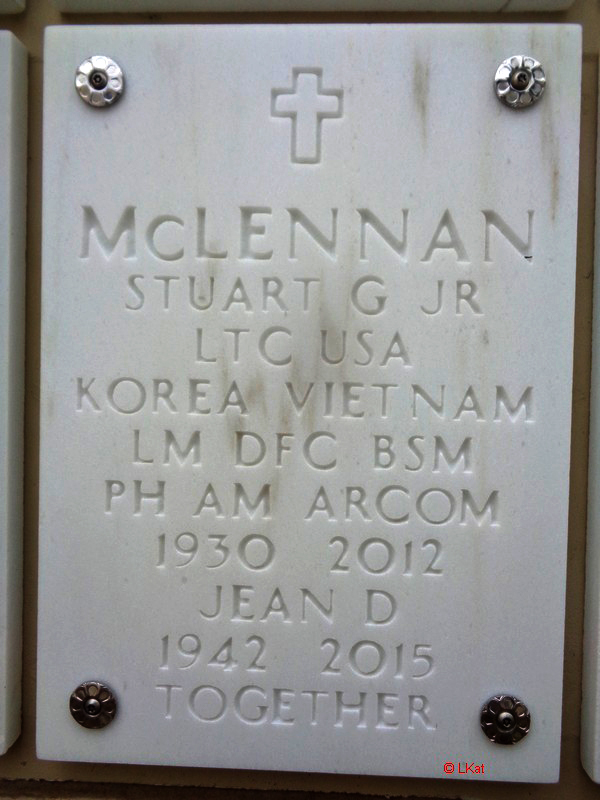 McLENNAN
STUART G JR
LTC USA
KOREA VIETNAM
LM DFC BSM
PH AM ARCOM
1930 2012
JEAN D
1942 2015
TOGETHER
© LKat